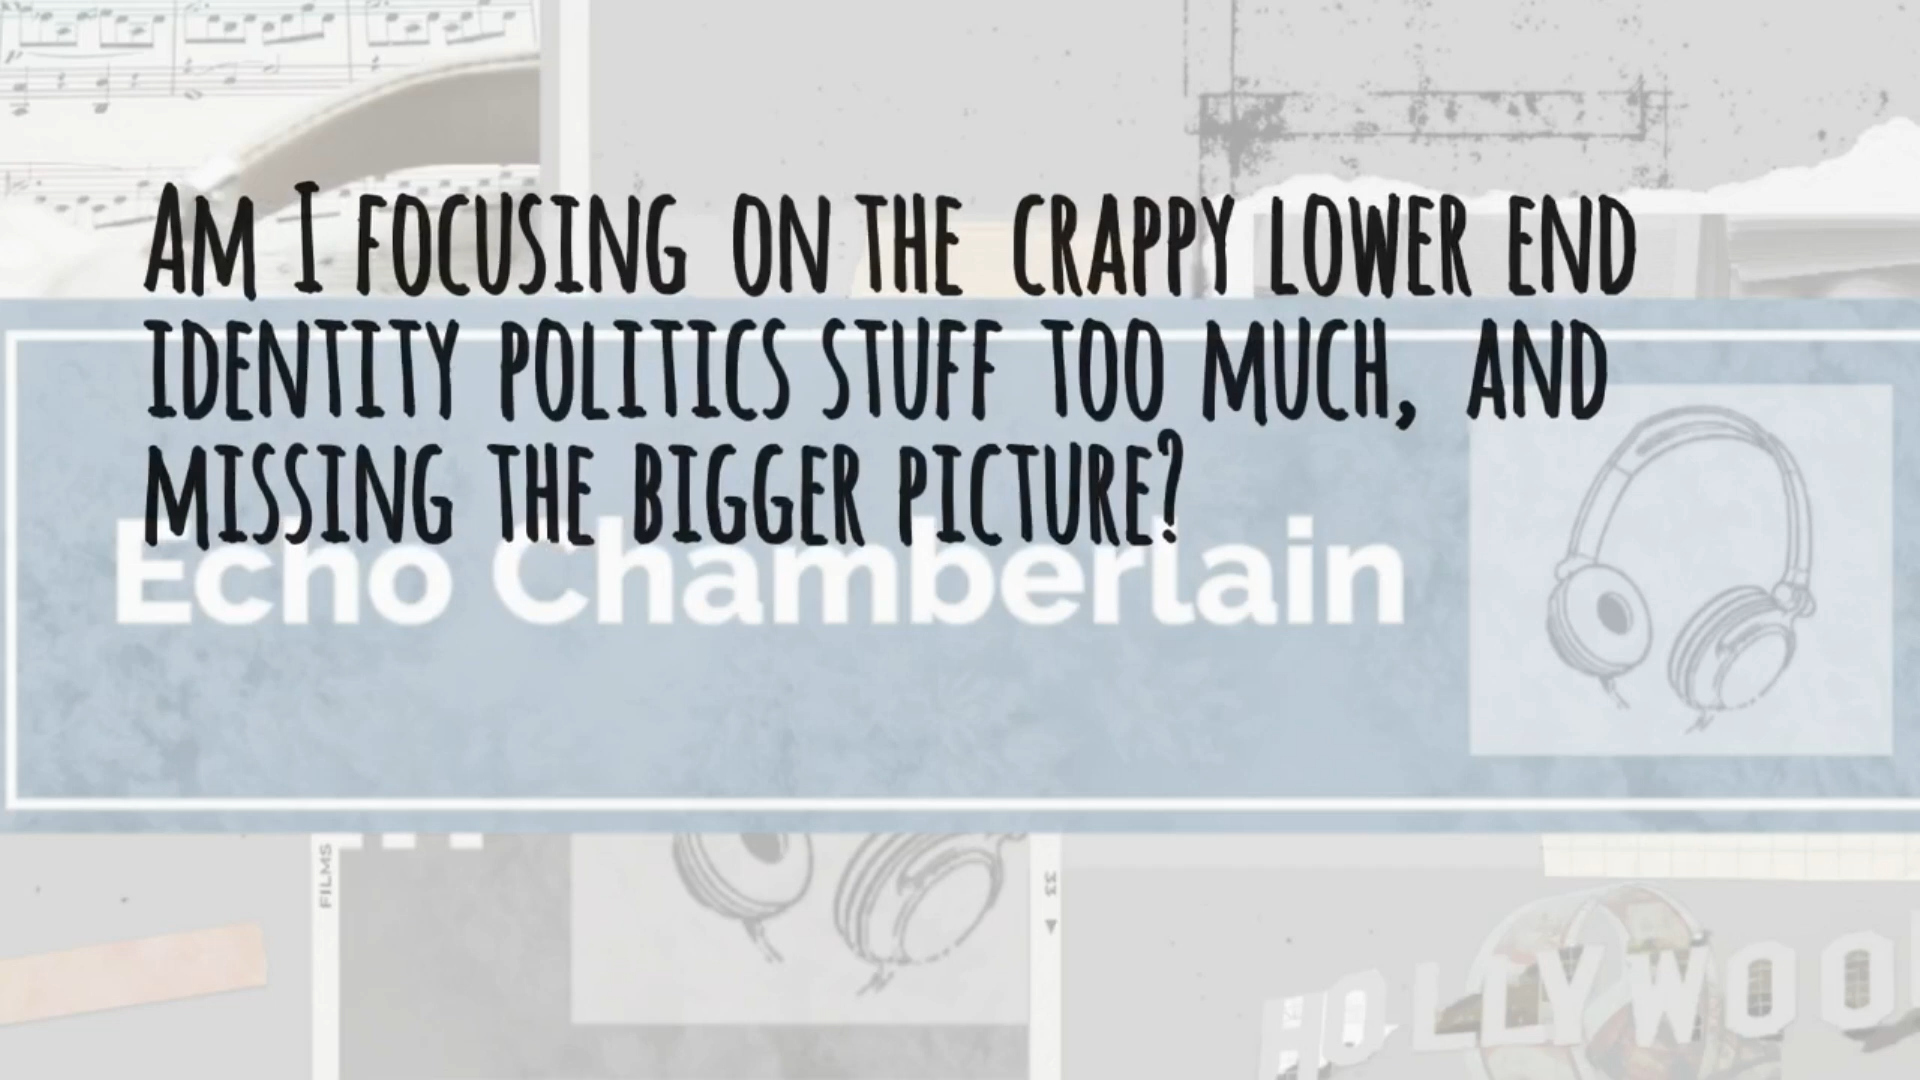 Am I focusing on the crappy lower end
identity politics stuff too much, and
missing the bigger picture?
Echo Chamberlain
FILMS
33
HOLLYWOO